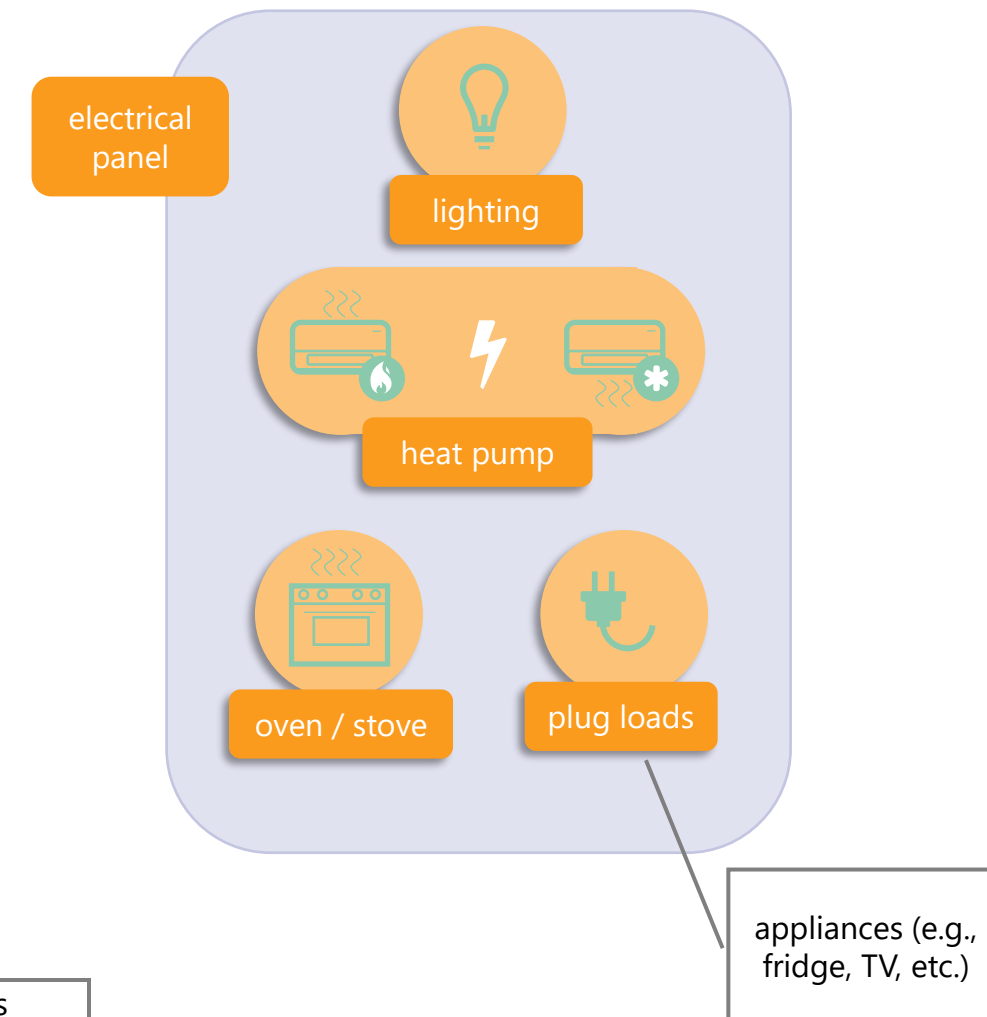 electrical
panel
lighting
heat pump
oven / stove
plug loads
appliances (e.g.,
fridge, TV, etc.)